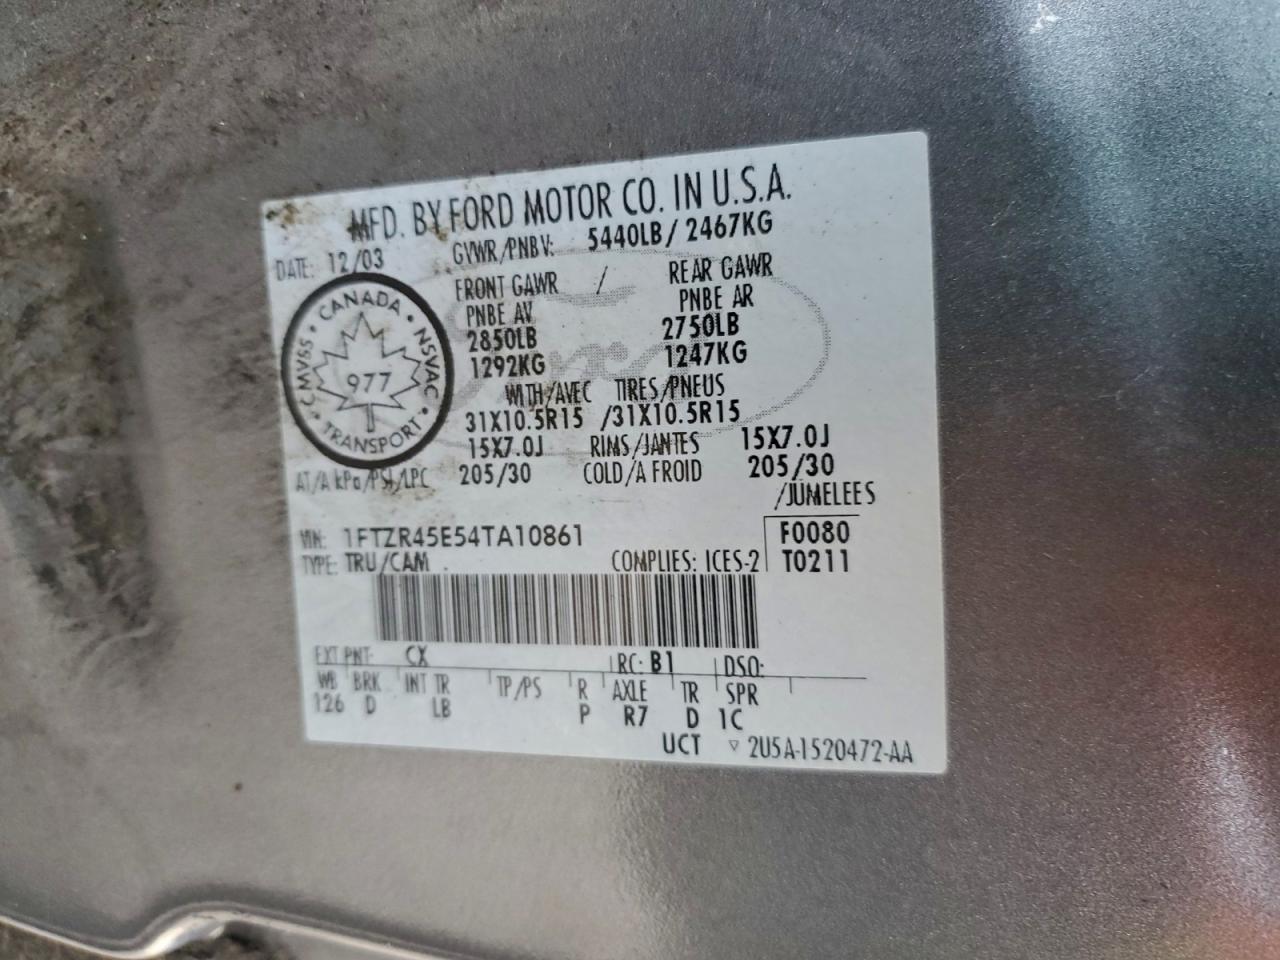 MFD. BY FORD MOTOR CO. IN U.S.A.
DATE: 12/03 GVWR/PNBV: 5440LB/ 2467KG
FRONT GAWR / REAR GAWR
PNBE AV PNBE AR
2850LB 2750LB
1292KG 1247KG
WITH/AVEC TIRES/PNEUS
31X10.5R15 /31X10.5R15
15X7.0J RIMS/JANTES 15X7.0J
AT/A kPa/PSI/LPC 205/30 COLD/A FROID 205/30
/JUMELEES
CANADA • NSVAC • TRANSPORT • CMVSS •
977
VIN: 1FTZR45E54TA10861 F0080
TYPE: TRU/CAM COMPLIES: ICES-2 T0211
EXT PNT: CX RC: B1 DSO:
WB BRK INT TR TP/PS R AXLE TR SPR
126 D LB P R7 D 1C
UCT ▽ 2U5A-1520472-AA